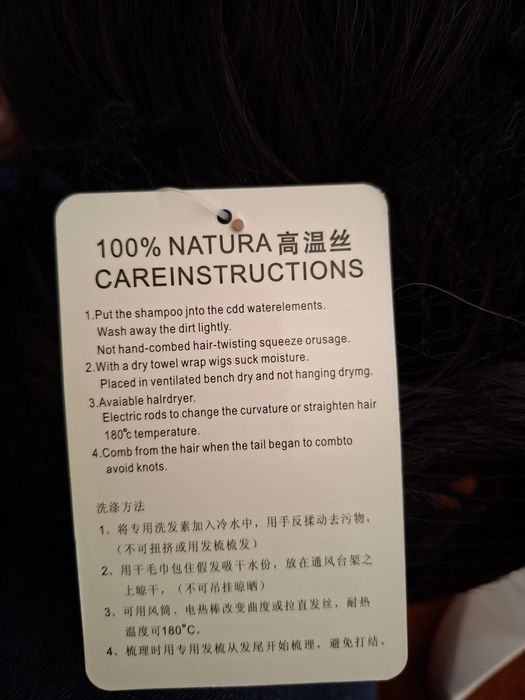 100% NATURA 高温丝
CAREINSTRUCTIONS
1.Put the shampoo jnto the cdd waterelements.
Wash away the dirt lightly.
Not hand-combed hair-twisting squeeze orusage.
2.With a dry towel wrap wigs suck moisture.
Placed in ventilated bench dry and not hanging drymg.
3.Avaiable halrdryer.
Electric rods to change the curvature or straighten hair
180°c temperature.
4.Comb from the hair when the tail began to combto
avoid knots.
洗涤方法
1、将专用洗发素加入冷水中，用手反揉动去污物，
（不可扭挤或用发梳梳发）
2、用干毛巾包住假发吸干水份，放在通风台架之
上晾干，（不可吊挂晾晒）
3、可用风筒、电热棒改变曲度或拉直发丝，耐热
温度可180°C。
4、梳理时用专用发梳从发尾开始梳理，避免打结。